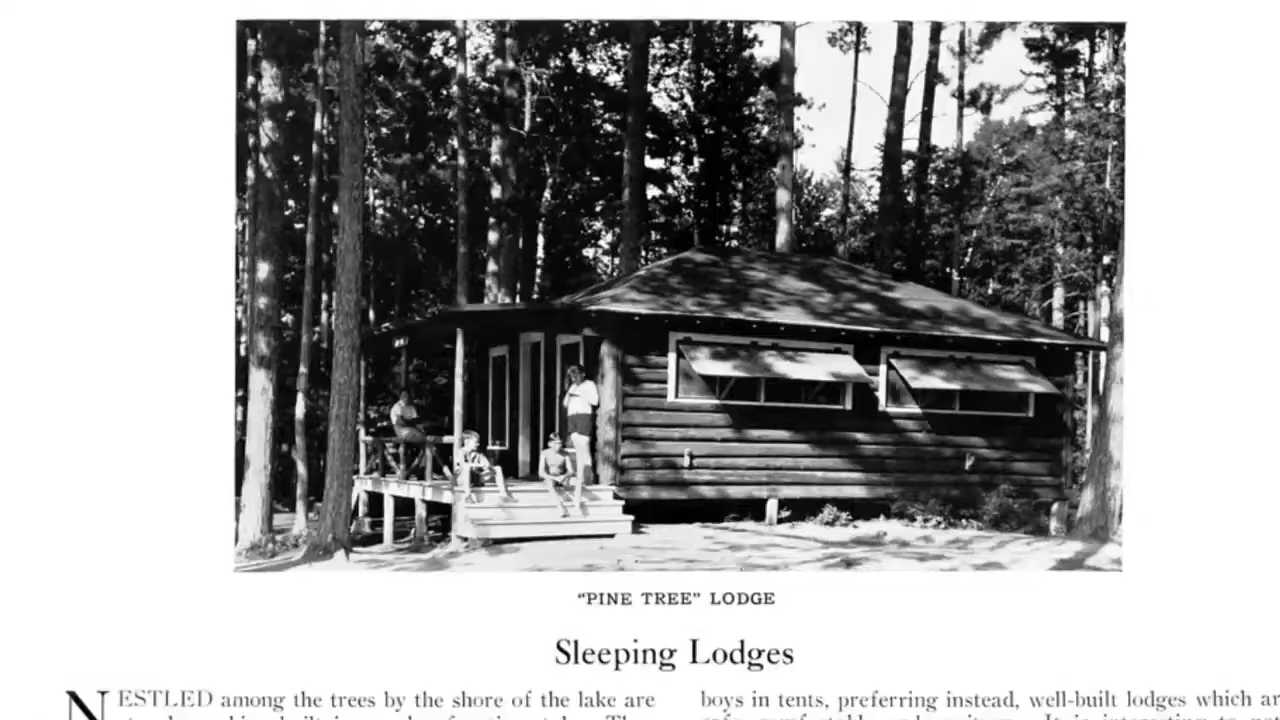 "PINE TREE" LODGE
Sleeping Lodges
NESTLED among the trees by the shore of the lake are
boys in tents, preferring instead, well-built lodges which ar